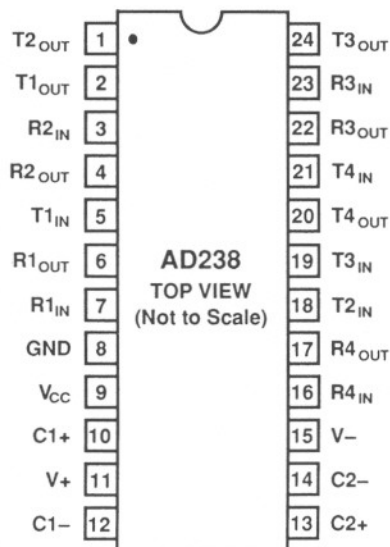 T2OUT 1 24 T3OUT
T1OUT 2 23 R3IN
R2IN 3 22 R3OUT
R2OUT 4 21 T4IN
T1IN 5 20 T4OUT
R1OUT 6 19 T3IN
R1IN 7 18 T2IN
GND 8 17 R4OUT
VCC 9 16 R4IN
C1+ 10 15 V–
V+ 11 14 C2–
C1– 12 13 C2+
AD238
TOP VIEW
(Not to Scale)